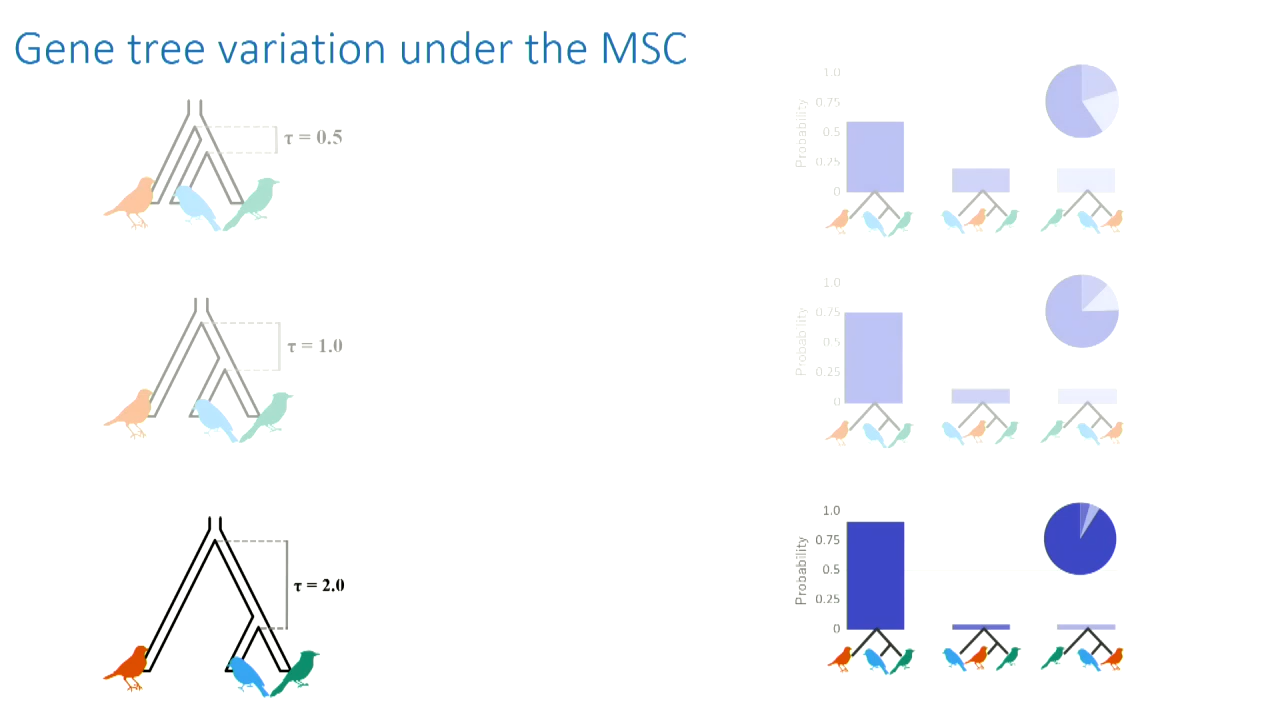 Gene tree variation under the MSC
τ = 0.5
1.0
0.75
0.5
0.25
0
Probability
τ = 1.0
1.0
0.75
0.5
0.25
0
Probability
τ = 2.0
1.0
0.75
0.5
0.25
0
Probability